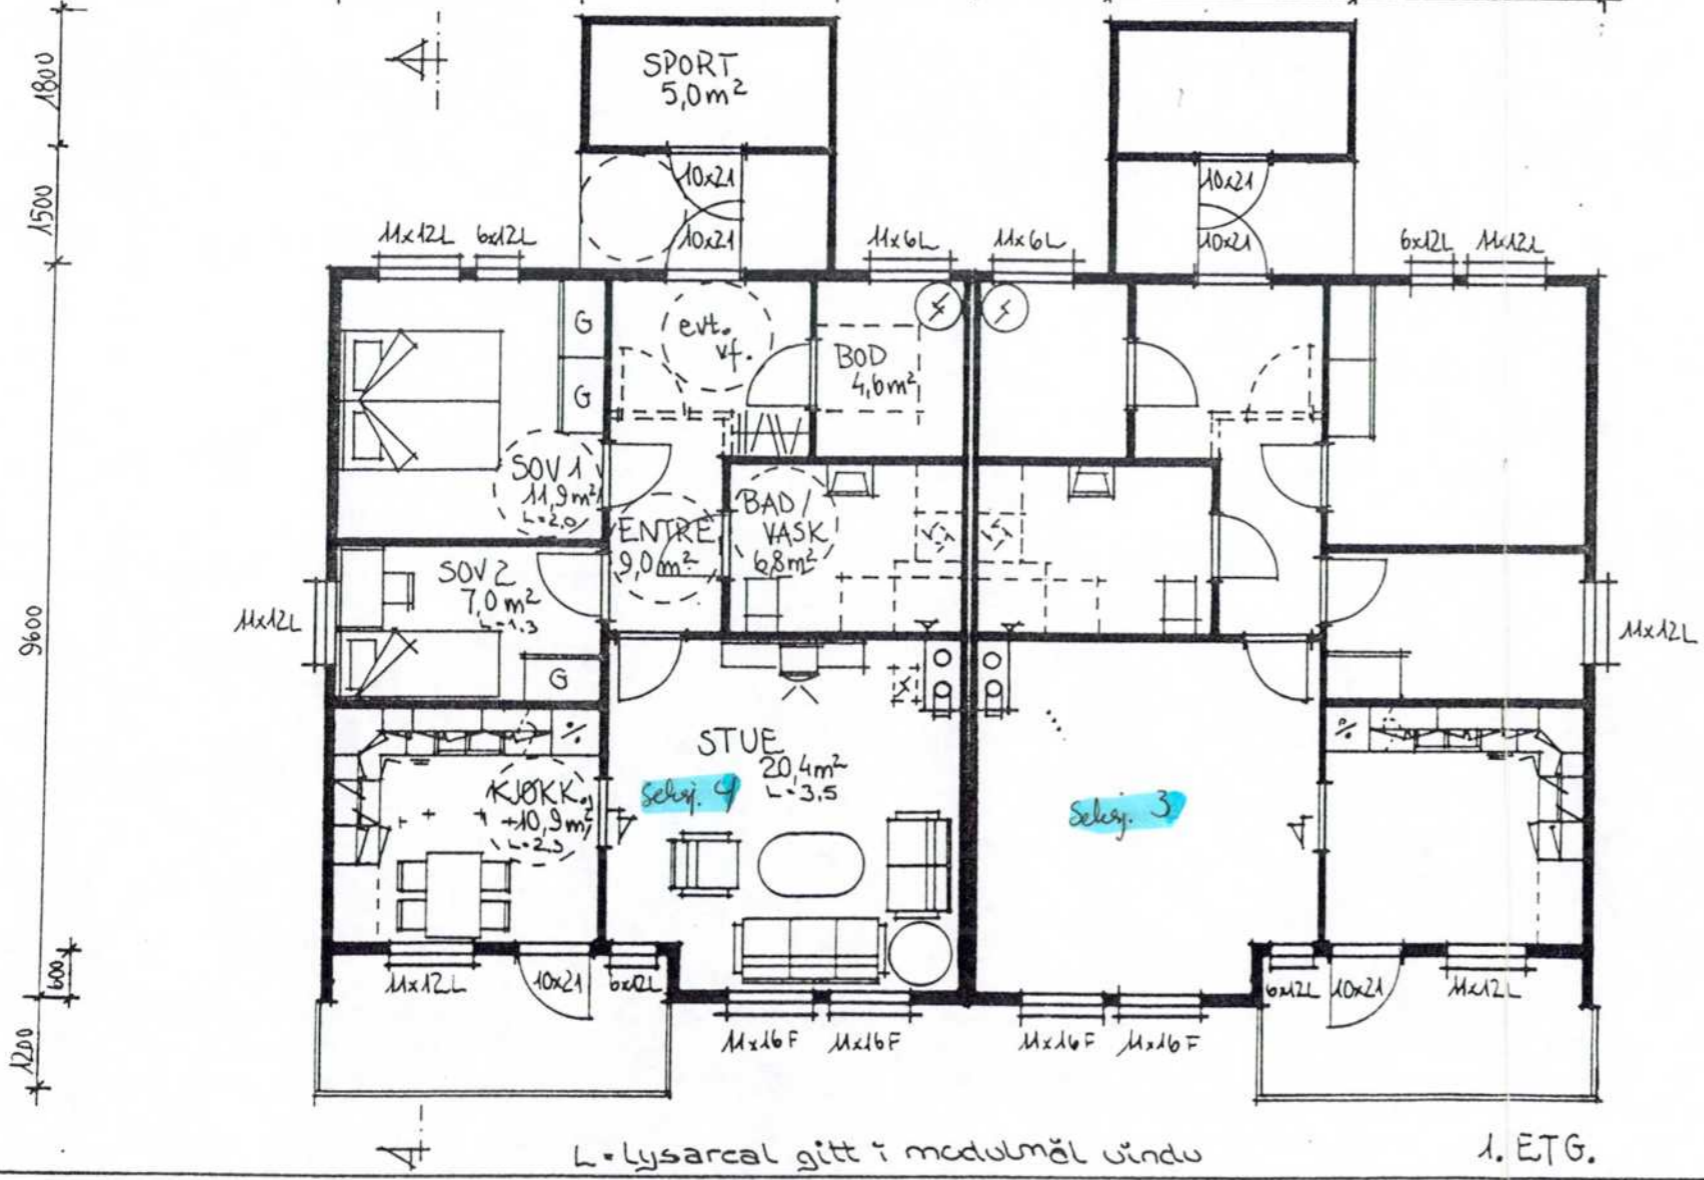 1800
SPORT
5,0m²
1500
10x21
10x21
10x21
10x21
11x12L
6x12L
11x6L
11x6L
6x12L
11x12L
G
G
evt.
vf.
BOD
4,6m²
SOV 1
11,9m²
L=2,0
ENTRE
9,0m²
BAD/
VASK
6,8m²
SOV 2
7,0m²
L=1,3
G
11x12L
11x12L
9600
STUE
20,4m²
L=3,5
Seksj. 4
Seksj. 3
KJØKK.
10,9m²
L=2,3
%
%
600
11x12L
10x21
6x12L
6x12L
10x21
11x12L
11x16F
11x16F
11x16F
11x16F
1200
A
A
A
A
L=Lysareal gitt i modulmål vindu
1. ETG.